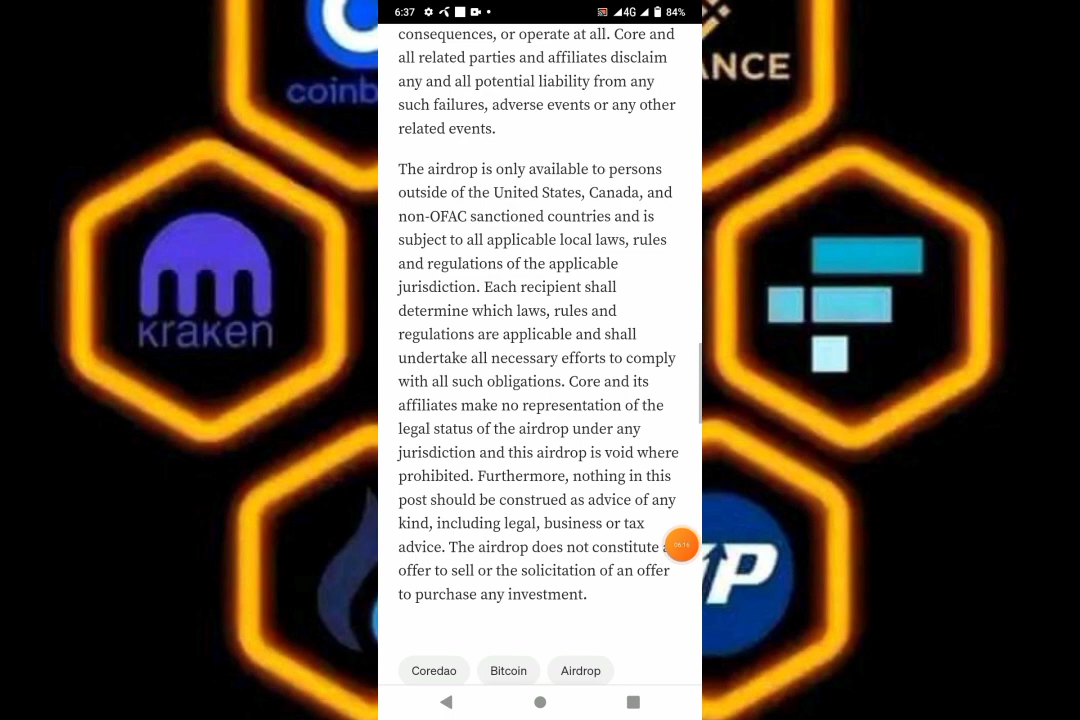 6:37
4G
84%
consequences, or operate at all. Core and
all related parties and affiliates disclaim
any and all potential liability from any
such failures, adverse events or any other
related events.
The airdrop is only available to persons
outside of the United States, Canada, and
non-OFAC sanctioned countries and is
subject to all applicable local laws, rules
and regulations of the applicable
jurisdiction. Each recipient shall
determine which laws, rules and
regulations are applicable and shall
undertake all necessary efforts to comply
with all such obligations. Core and its
affiliates make no representation of the
legal status of the airdrop under any
jurisdiction and this airdrop is void where
prohibited. Furthermore, nothing in this
post should be construed as advice of any
kind, including legal, business or tax
advice. The airdrop does not constitute a
offer to sell or the solicitation of an offer
to purchase any investment.
06:16
Coredao
Bitcoin
Airdrop
coinb
ANCE
kraken
P